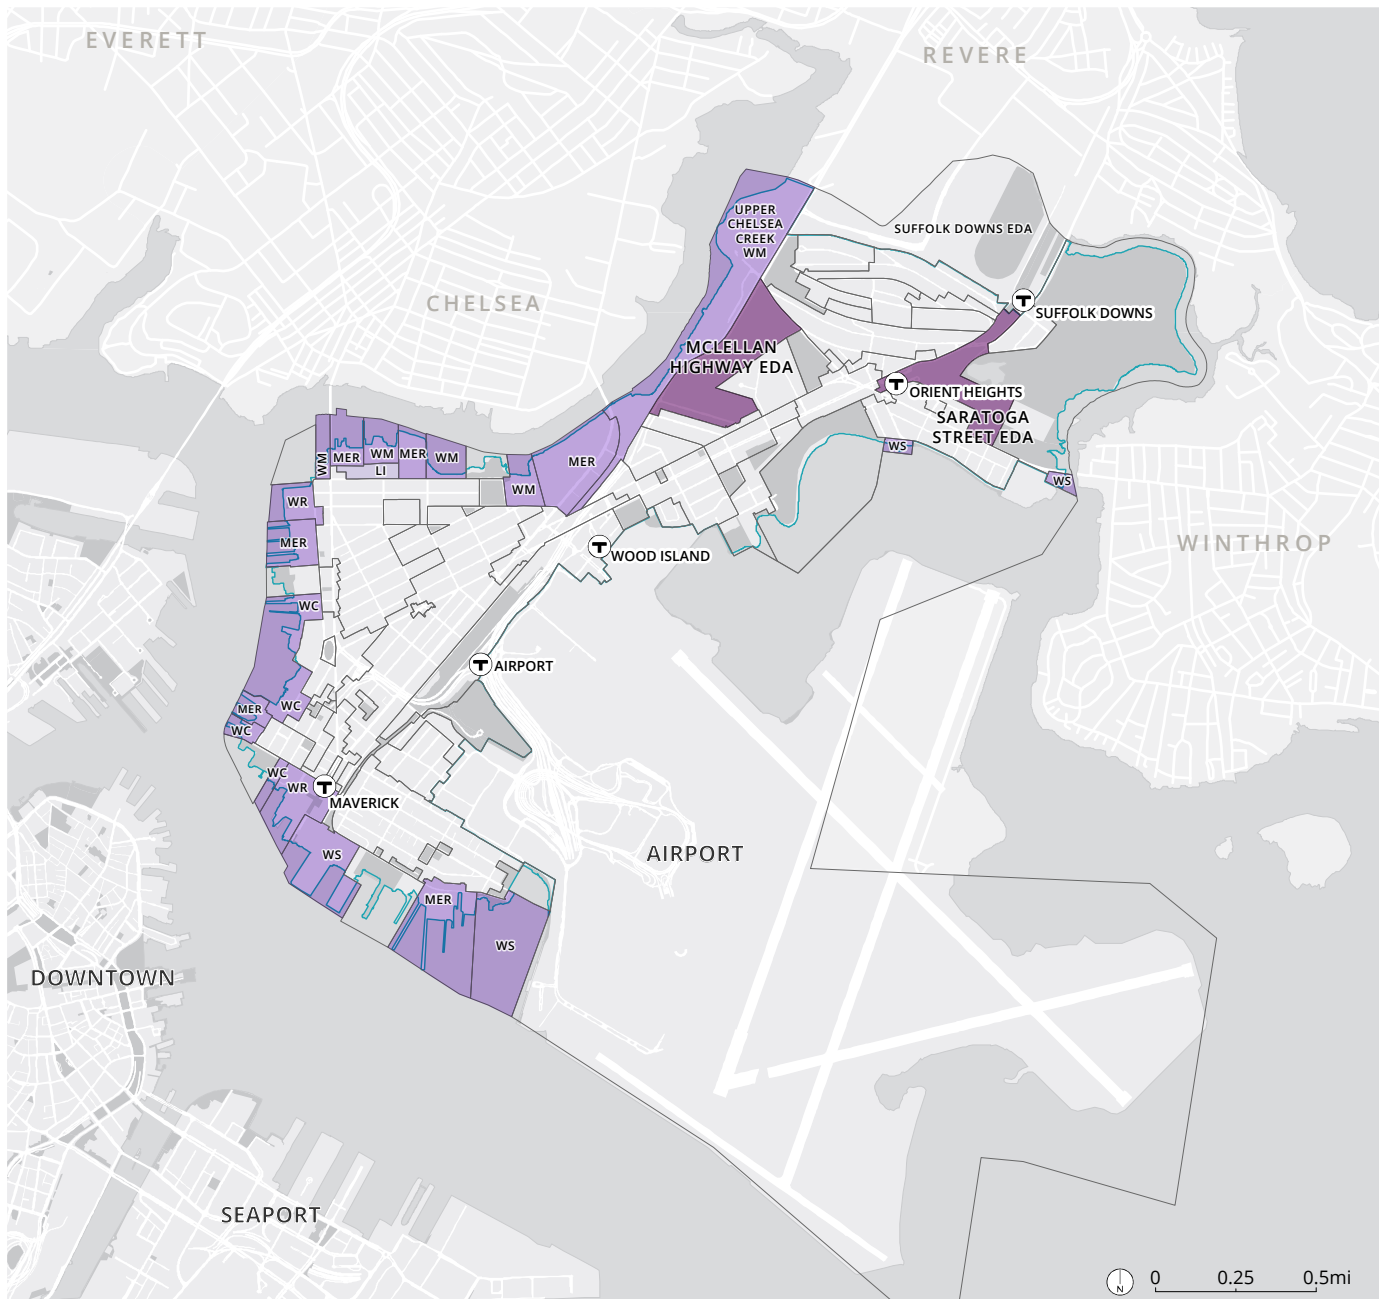 EVERETT
REVERE
UPPER
CHELSEA
CREEK
WM
SUFFOLK DOWNS EDA
CHELSEA
T
SUFFOLK DOWNS
MCLELLAN
HIGHWAY EDA
T
ORIENT HEIGHTS
SARATOGA
STREET EDA
WS
WS
WM
MER
WM
MER
WM
LI
MER
WM
WR
MER
T
WOOD ISLAND
WINTHROP
WC
T
AIRPORT
MER
WC
WC
WC
WR
T
MAVERICK
WS
AIRPORT
MER
WS
DOWNTOWN
SEAPORT
N
0 0.25 0.5mi